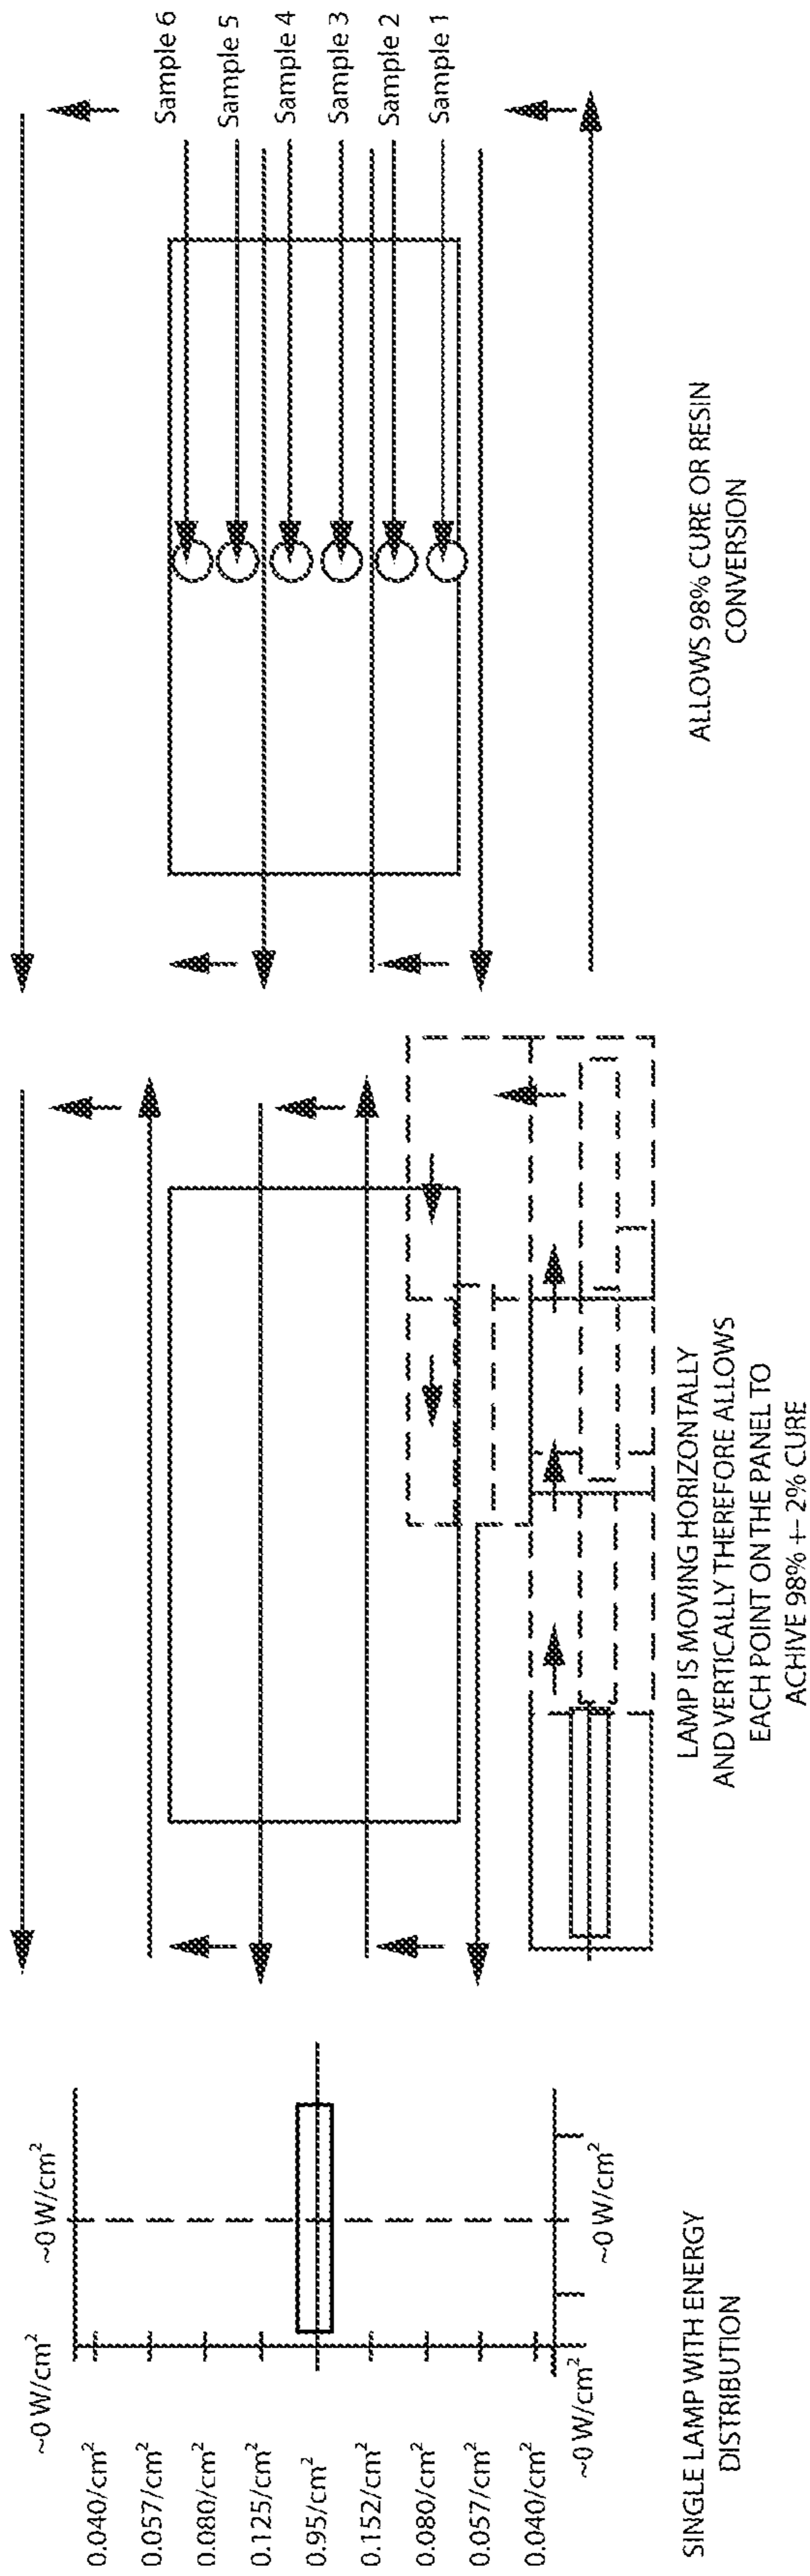 ~0 W/cm²
~0 W/cm²
0.040/cm²
0.057/cm²
0.080/cm²
0.125/cm²
0.95/cm²
0.152/cm²
0.080/cm²
0.057/cm²
0.040/cm²
~0 W/cm²
~0 W/cm²
SINGLE LAMP WITH ENERGY
DISTRIBUTION
LAMP IS MOVING HORIZONTALLY
AND VERTICALLY THEREFORE ALLOWS
EACH POINT ON THE PANEL TO
ACHIVE 98% +– 2% CURE
Sample 6
Sample 5
Sample 4
Sample 3
Sample 2
Sample 1
ALLOWS 98% CURE OR RESIN
CONVERSION